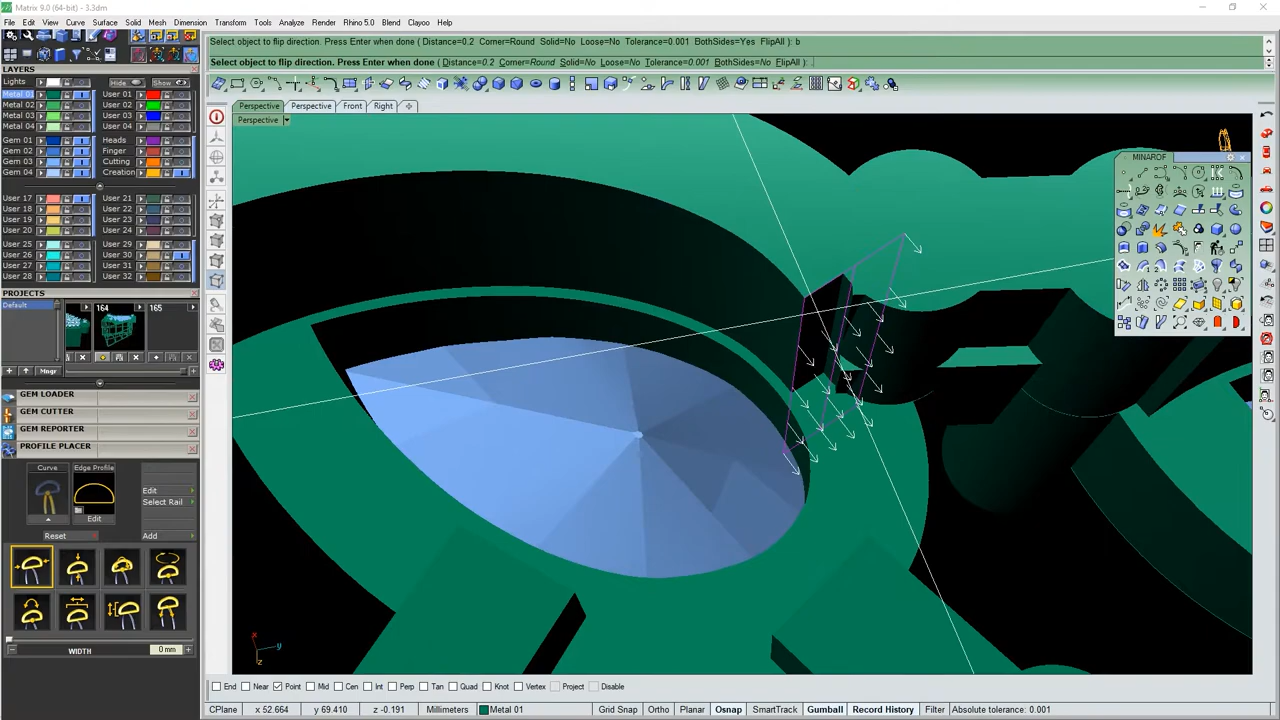 Matrix 9.0 (64-bit) - 3.3dm
File Edit View Curve Surface Solid Mesh Dimension Transform Tools Analyze Render Rhino 5.0 Blend Clayoo Help
Select object to flip direction. Press Enter when done ( Distance=0.2 Corner=Round Solid=No Loose=No Tolerance=0.001 BothSides=Yes FlipAll ): b
Select object to flip direction. Press Enter when done ( Distance=0.2 Corner=Round Solid=No Loose=No Tolerance=0.001 BothSides=No FlipAll ):
LAYERS
Lights Hide Show
Metal 01 User 01
Metal 02 User 02
Metal 03 User 03
Metal 04 User 04
Gem 01 Heads
Gem 02 Finger
Gem 03 Cutting
Gem 04 Creation
User 17 User 21
User 18 User 22
User 19 User 23
User 20 User 24
User 25 User 29
User 26 User 30
User 27 User 31
User 28 User 32
PROJECTS
Default 164 165
Mngr
GEM LOADER
GEM CUTTER
GEM REPORTER
PROFILE PLACER
Curve Edge Profile
Edit
Select Rail
Edit
Reset Add
WIDTH 0 mm
Perspective Perspective Front Right
Perspective
MINAROF
x
y
z
End Near Point Mid Cen Int Perp Tan Quad Knot Vertex Project Disable
CPlane x 52.664 y 69.410 z -0.191 Millimeters Metal 01 Grid Snap Ortho Planar Osnap SmartTrack Gumball Record History Filter Absolute tolerance: 0.001